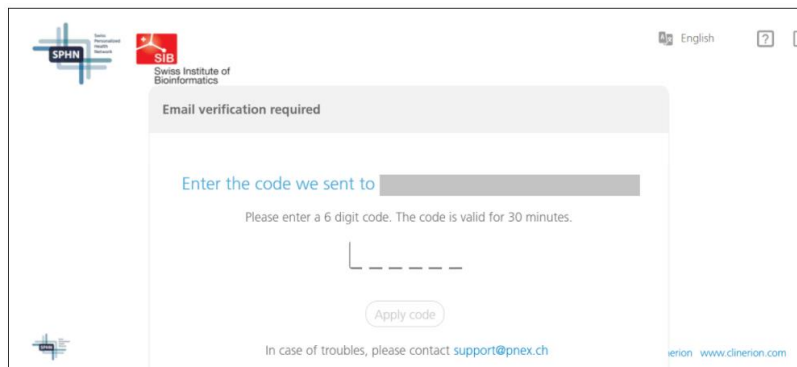 Swiss
Personalized
Health
Network
SPHN
SIB
Swiss Institute of
Bioinformatics
English
?
Email verification required
Enter the code we sent to
Please enter a 6 digit code. The code is valid for 30 minutes.
Apply code
In case of troubles, please contact support@pnex.ch
www.clinerion.com